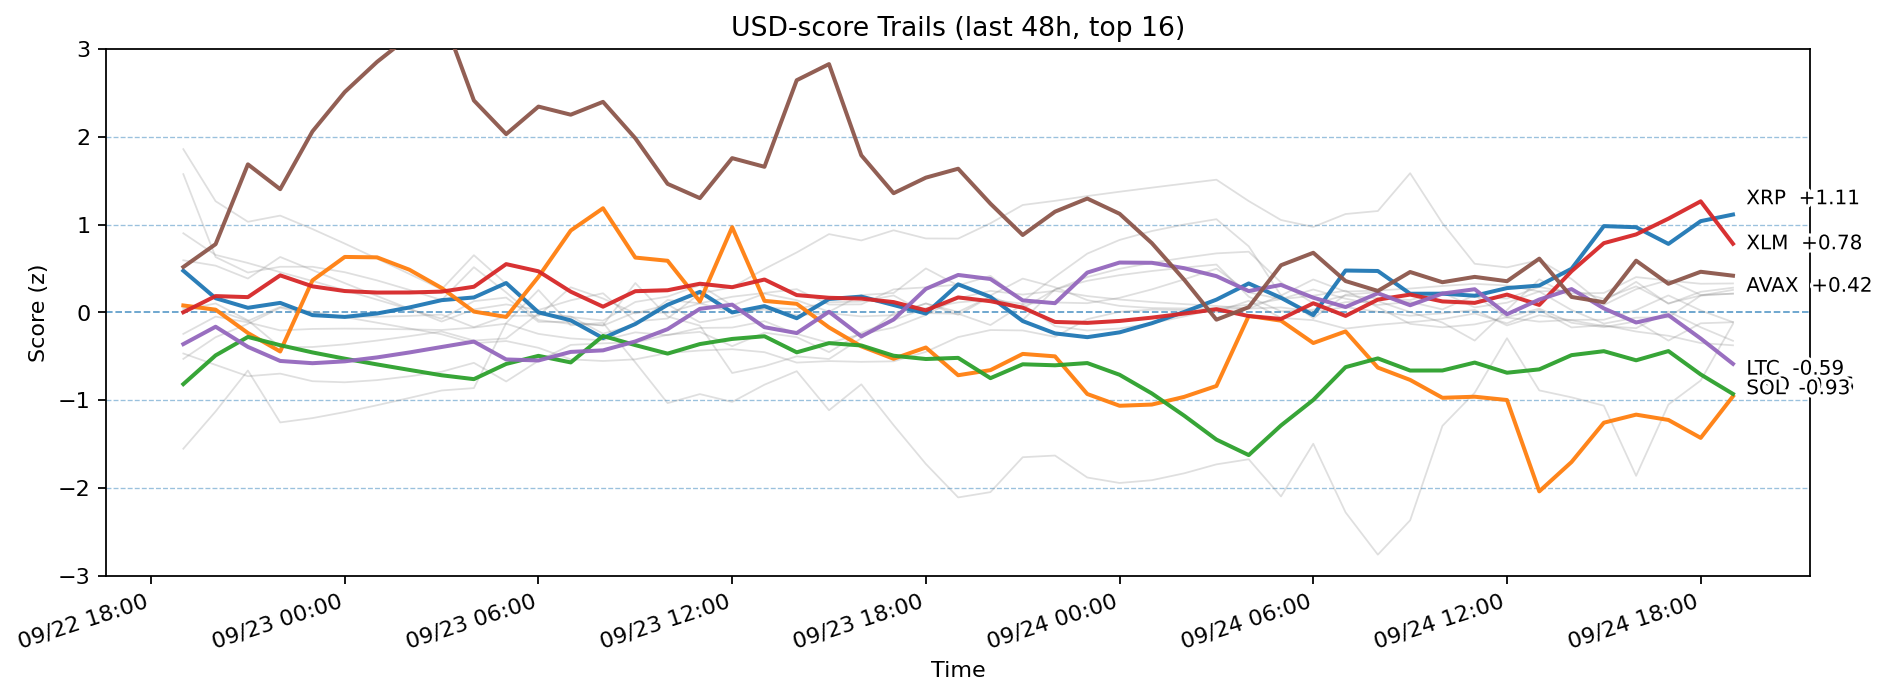 USD-score Trails (last 48h, top 16)
Score (z)
3
2
1
0
−1
−2
−3
XRP +1.11
XLM +0.78
AVAX +0.42
LTC -0.59
SOL -0.93
09/22 18:00
09/23 00:00
09/23 06:00
09/23 12:00
09/23 18:00
09/24 00:00
09/24 06:00
09/24 12:00
09/24 18:00
Time